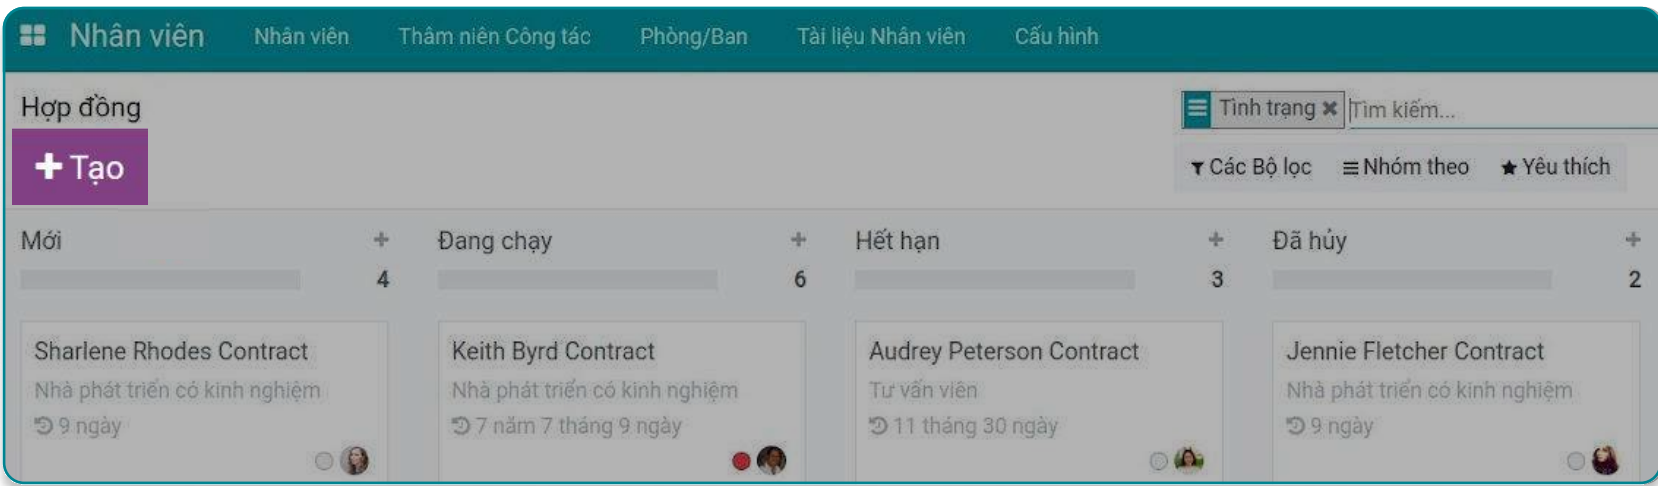 Nhân viên Nhân viên Thâm niên Công tác Phòng/Ban Tài liệu Nhân viên Cấu hình
Hợp đồng
Tình trạng Tìm kiếm...
+ Tạo
Các Bộ lọc Nhóm theo Yêu thích
Mới + Đang chạy + Hết hạn + Đã hủy +
4 6 3 2
Sharlene Rhodes Contract Keith Byrd Contract Audrey Peterson Contract Jennie Fletcher Contract
Nhà phát triển có kinh nghiệm Nhà phát triển có kinh nghiệm Tư vấn viên Nhà phát triển có kinh nghiệm
9 ngày 7 năm 7 tháng 9 ngày 11 tháng 30 ngày 9 ngày